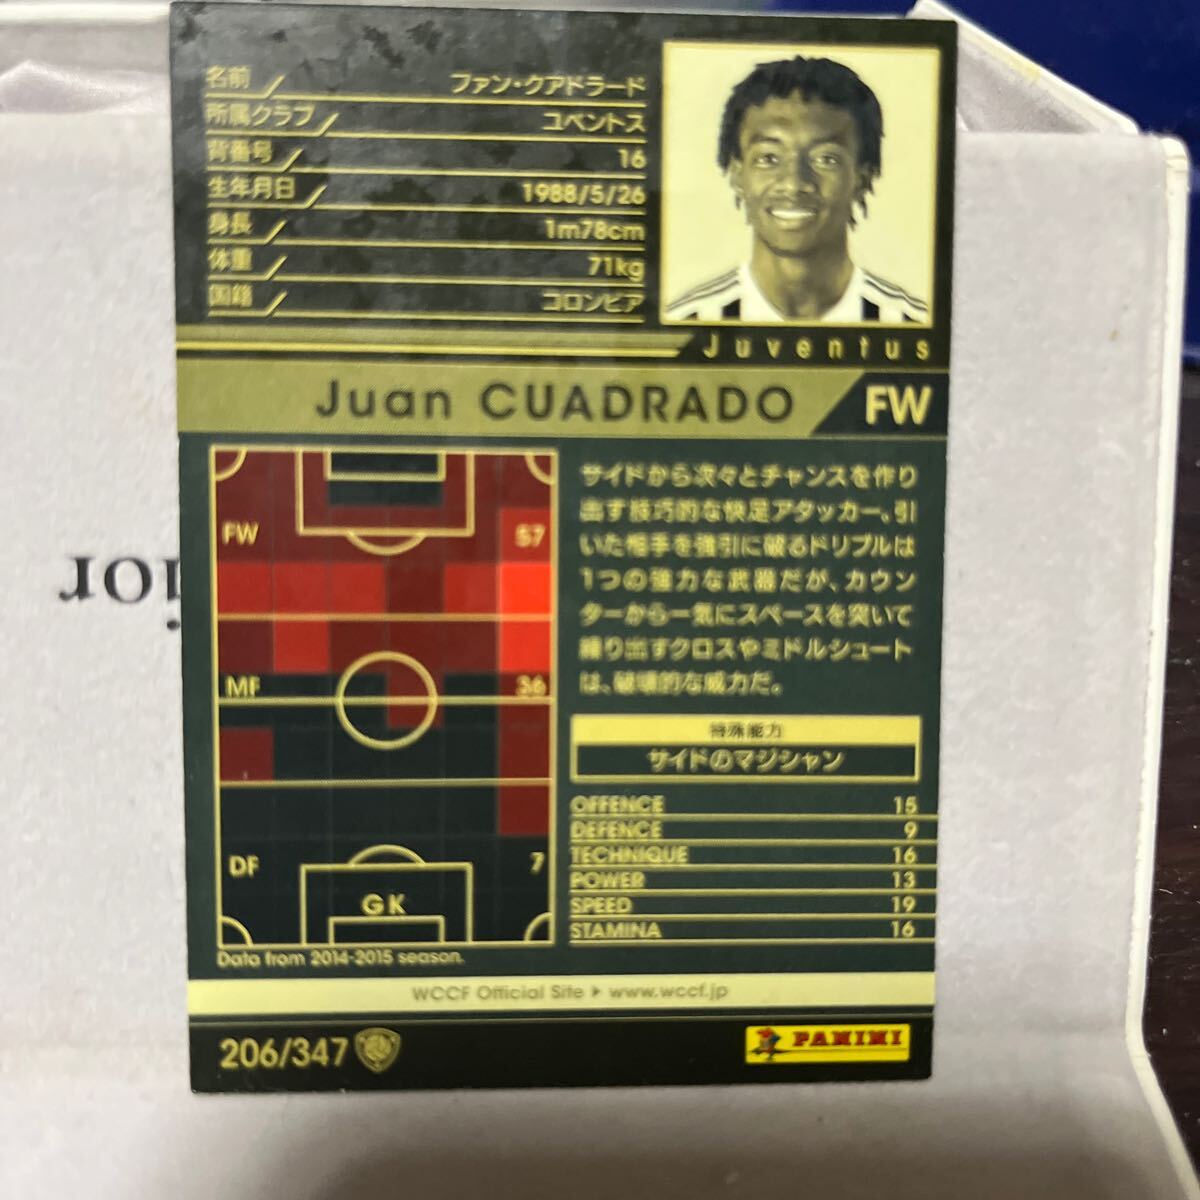 名前 ファン・クアドラード
所属クラブ ユベントス
背番号 16
生年月日 1988/5/26
身長 1m78cm
体重 71kg
国籍 コロンビア
Juventus
Juan CUADRADO FW
FW 57
MF 36
DF 7
GK
Data from 2014-2015 season.
サイドから次々とチャンスを作り
出す技巧的な快足アタッカー。引
いた相手を強引に破るドリブルは
1つの強力な武器だが、カウン
ターから一気にスペースを突いて
繰り出すクロスやミドルシュート
は、破壊的な威力だ。
特殊能力
サイドのマジシャン
OFFENCE 15
DEFENCE 9
TECHNIQUE 16
POWER 13
SPEED 19
STAMINA 16
WCCF Official Site ▶ www.wccf.jp
206/347
PANINI